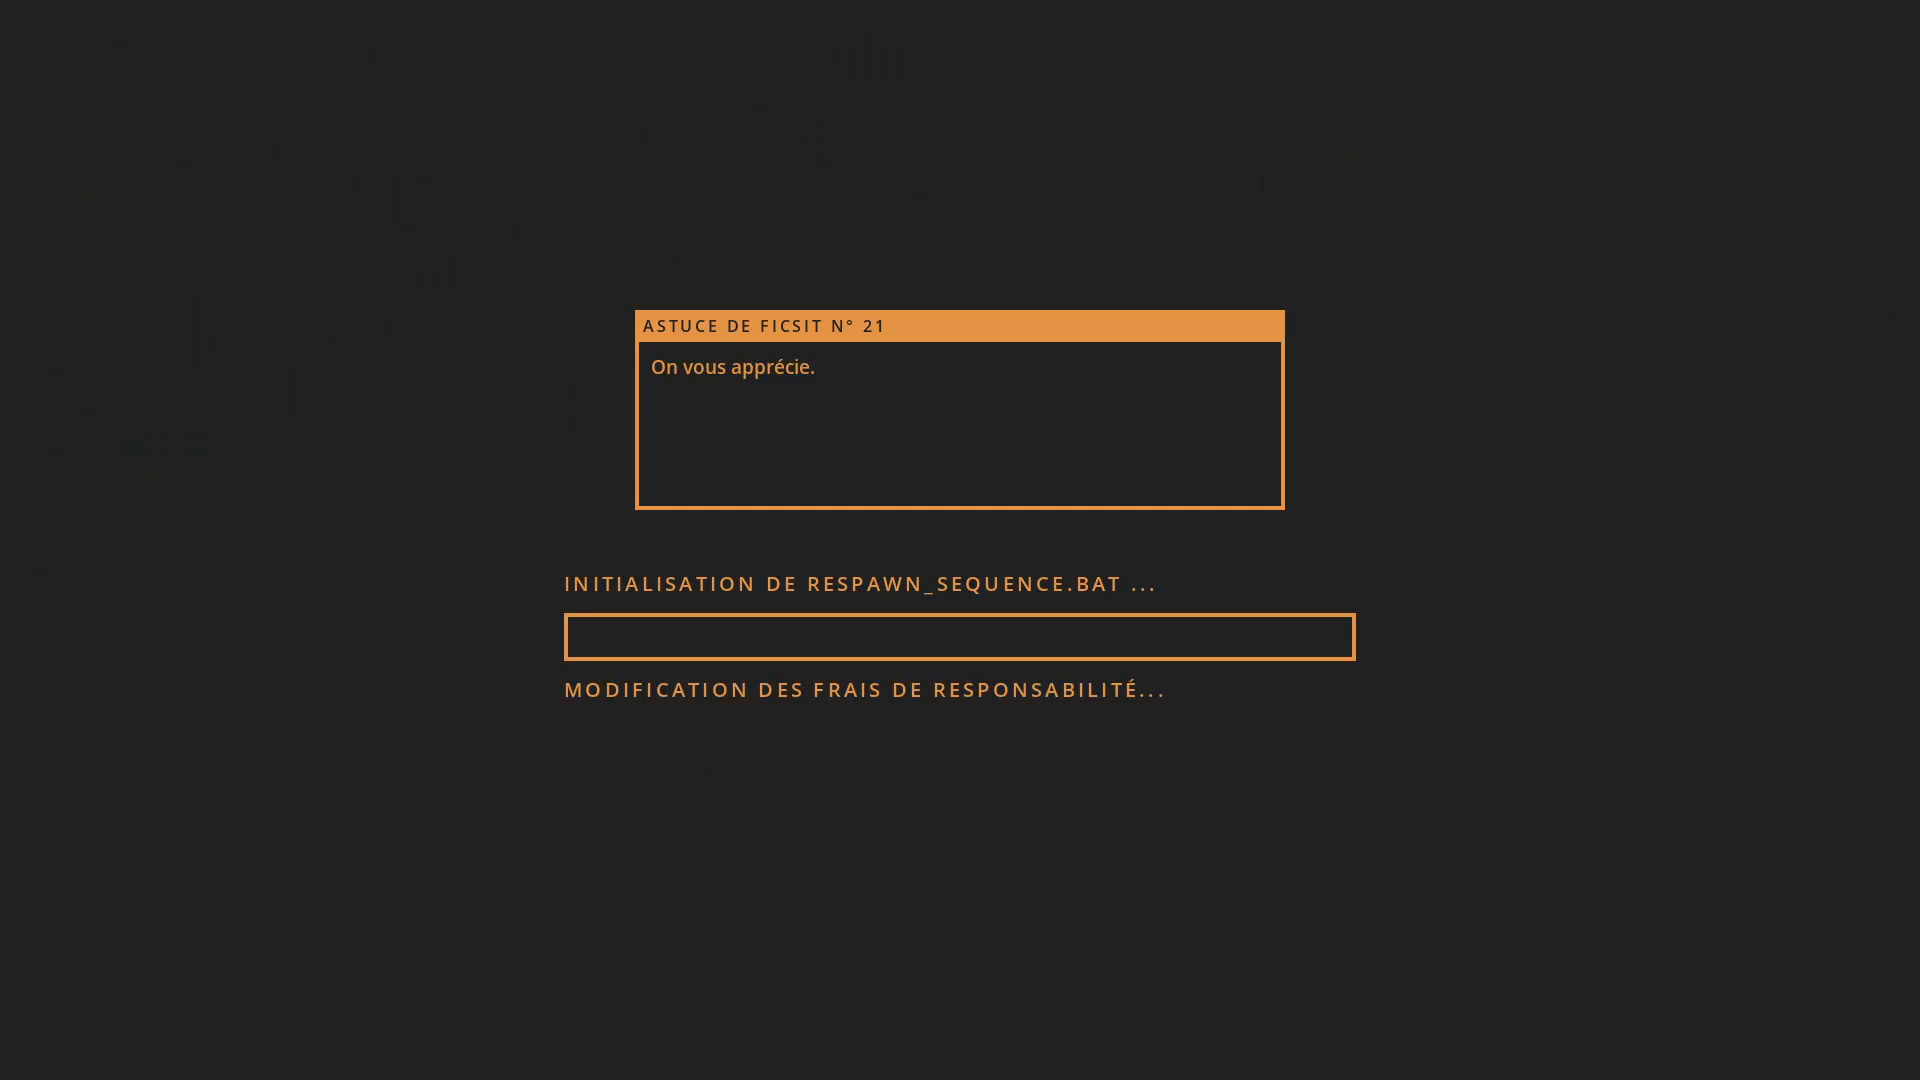 ASTUCE DE FICSIT N° 21
On vous apprécie.
INITIALISATION DE RESPAWN_SEQUENCE.BAT ...
MODIFICATION DES FRAIS DE RESPONSABILITÉ...